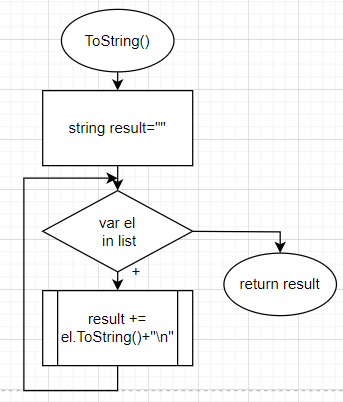 ToString()
string result=""
var el
in list
+
return result
result +=
el.ToString()+"\n"